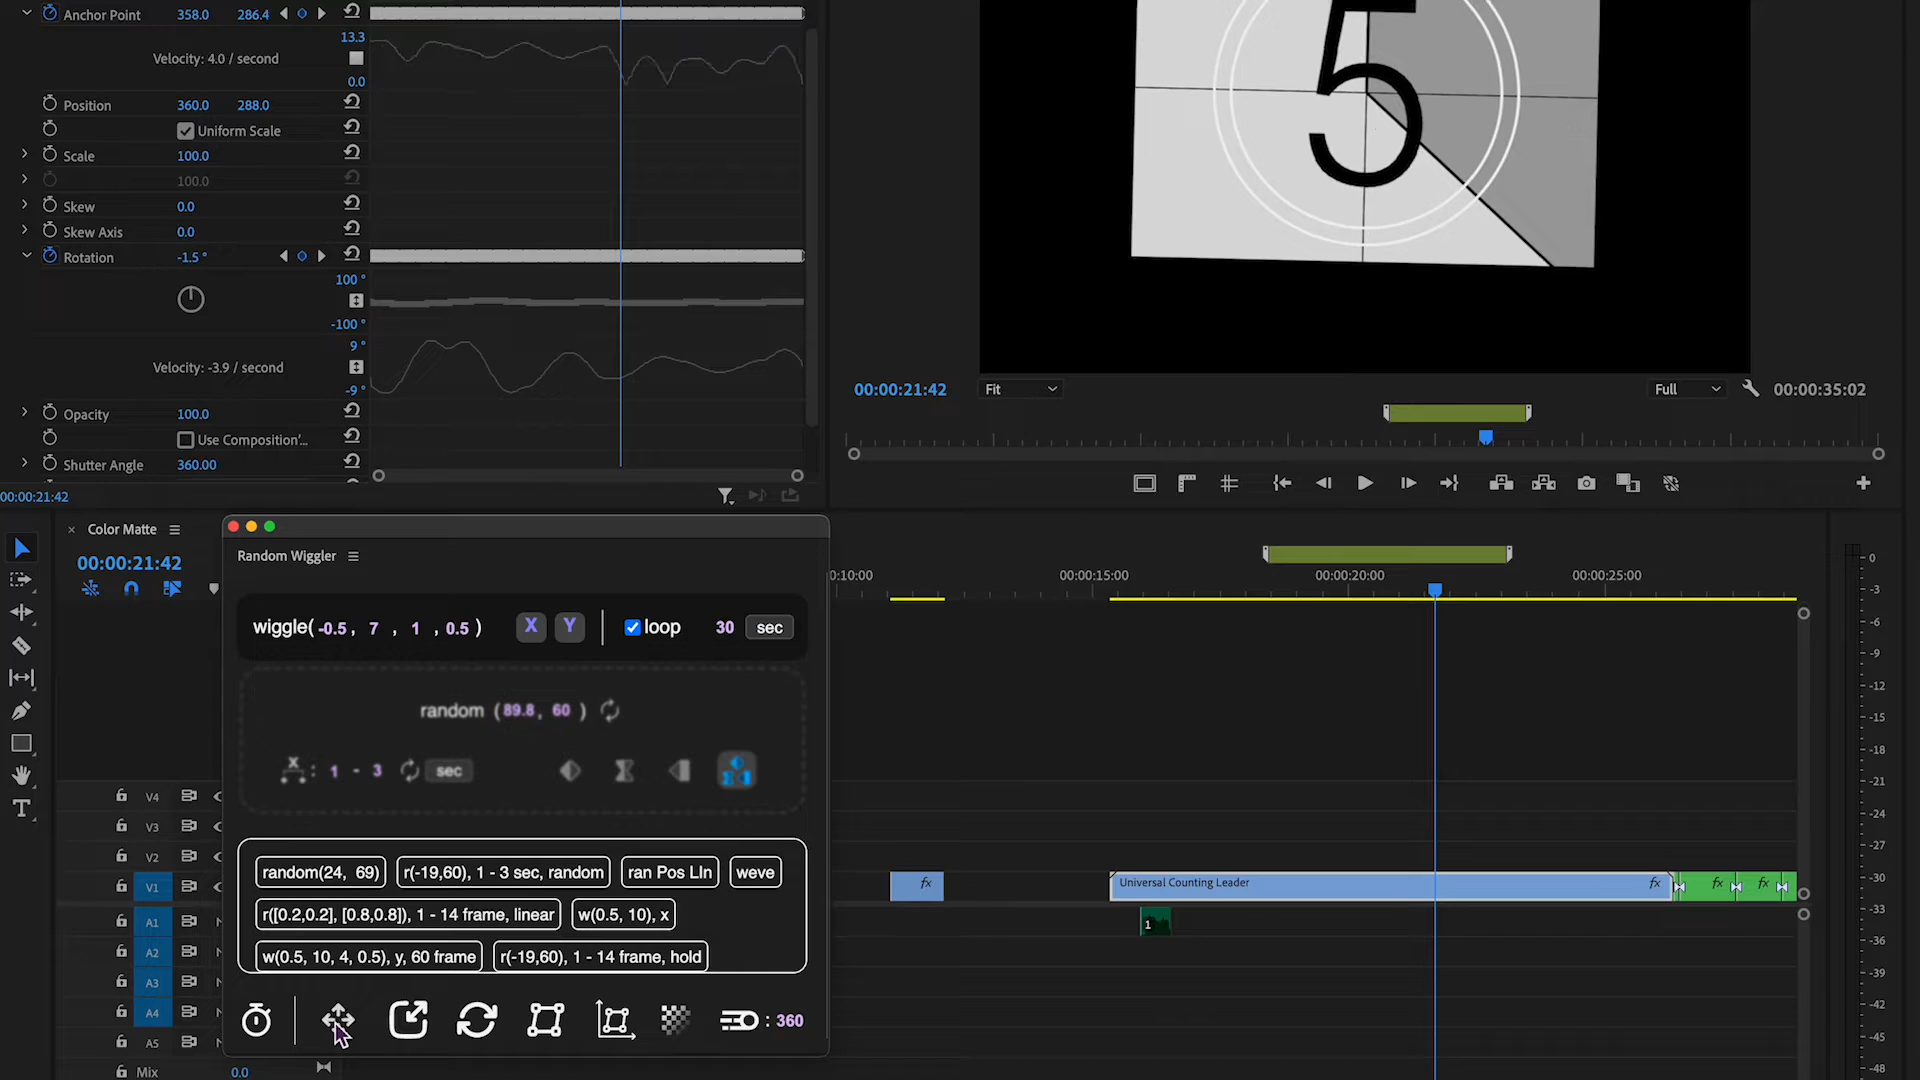 Anchor Point 358.0 286.4
13.3
Velocity: 4.0 / second
0.0
Position 360.0 288.0
Uniform Scale
Scale 100.0
100.0
Skew 0.0
Skew Axis 0.0
Rotation -1.5 °
100 °
-100 °
9 °
Velocity: -3.9 / second
-9 °
Opacity 100.0
Use Composition'...
Shutter Angle 360.00
00:00:21:42
5
00:00:21:42 Fit Full 00:00:35:02
× Color Matte
00:00:21:42
Random Wiggler
wiggle( -0.5 , 7 , 1 , 0.5 ) X Y loop 30 sec
random ( 89.8 , 60 )
X : 1 - 3 sec
random(24, 69) r(-19,60), 1 - 3 sec, random ran Pos LIn weve
r([0.2,0.2], [0.8,0.8]), 1 - 14 frame, linear w(0.5, 10), x
w(0.5, 10, 4, 0.5), y, 60 frame r(-19,60), 1 - 14 frame, hold
: 360
0:10:00 00:00:15:00 00:00:20:00 00:00:25:00
V4
V3
V2
V1 fx Universal Counting Leader fx fx fx
A1 1
A2
A3
A4
A5
Mix 0.0
T
0
-3
-6
-9
-12
-15
-18
-21
-24
-27
-30
-33
-36
-39
-42
-45
-48